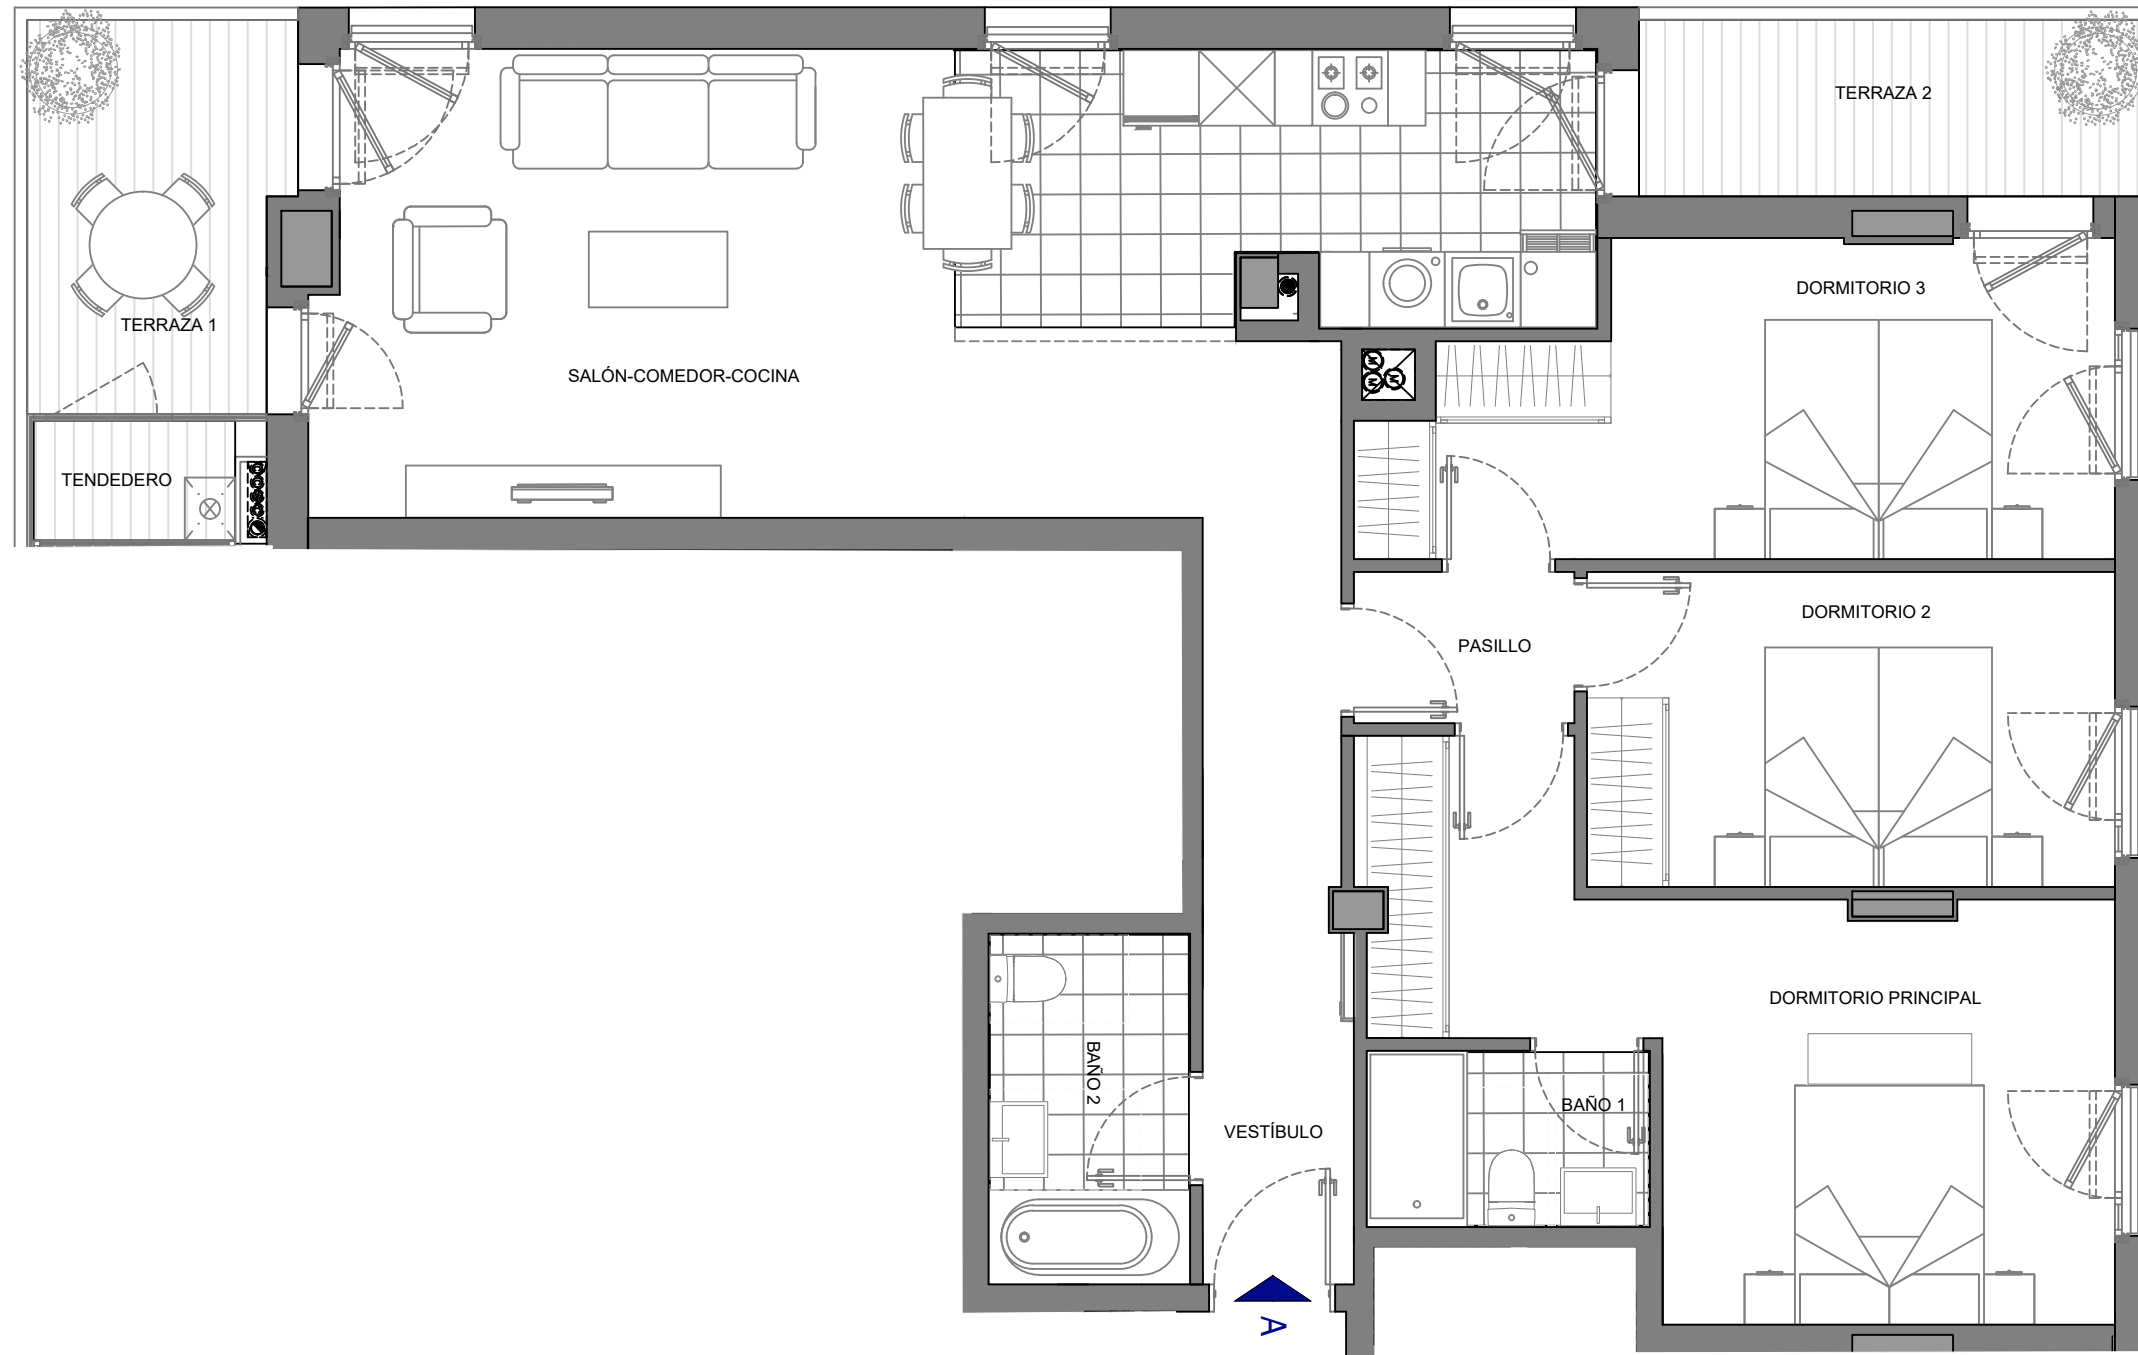 TERRAZA 2
DORMITORIO 3
TERRAZA 1
SALÓN-COMEDOR-COCINA
TENDEDERO
DORMITORIO 2
PASILLO
DORMITORIO PRINCIPAL
BAÑO 2
BAÑO 1
VESTÍBULO
A